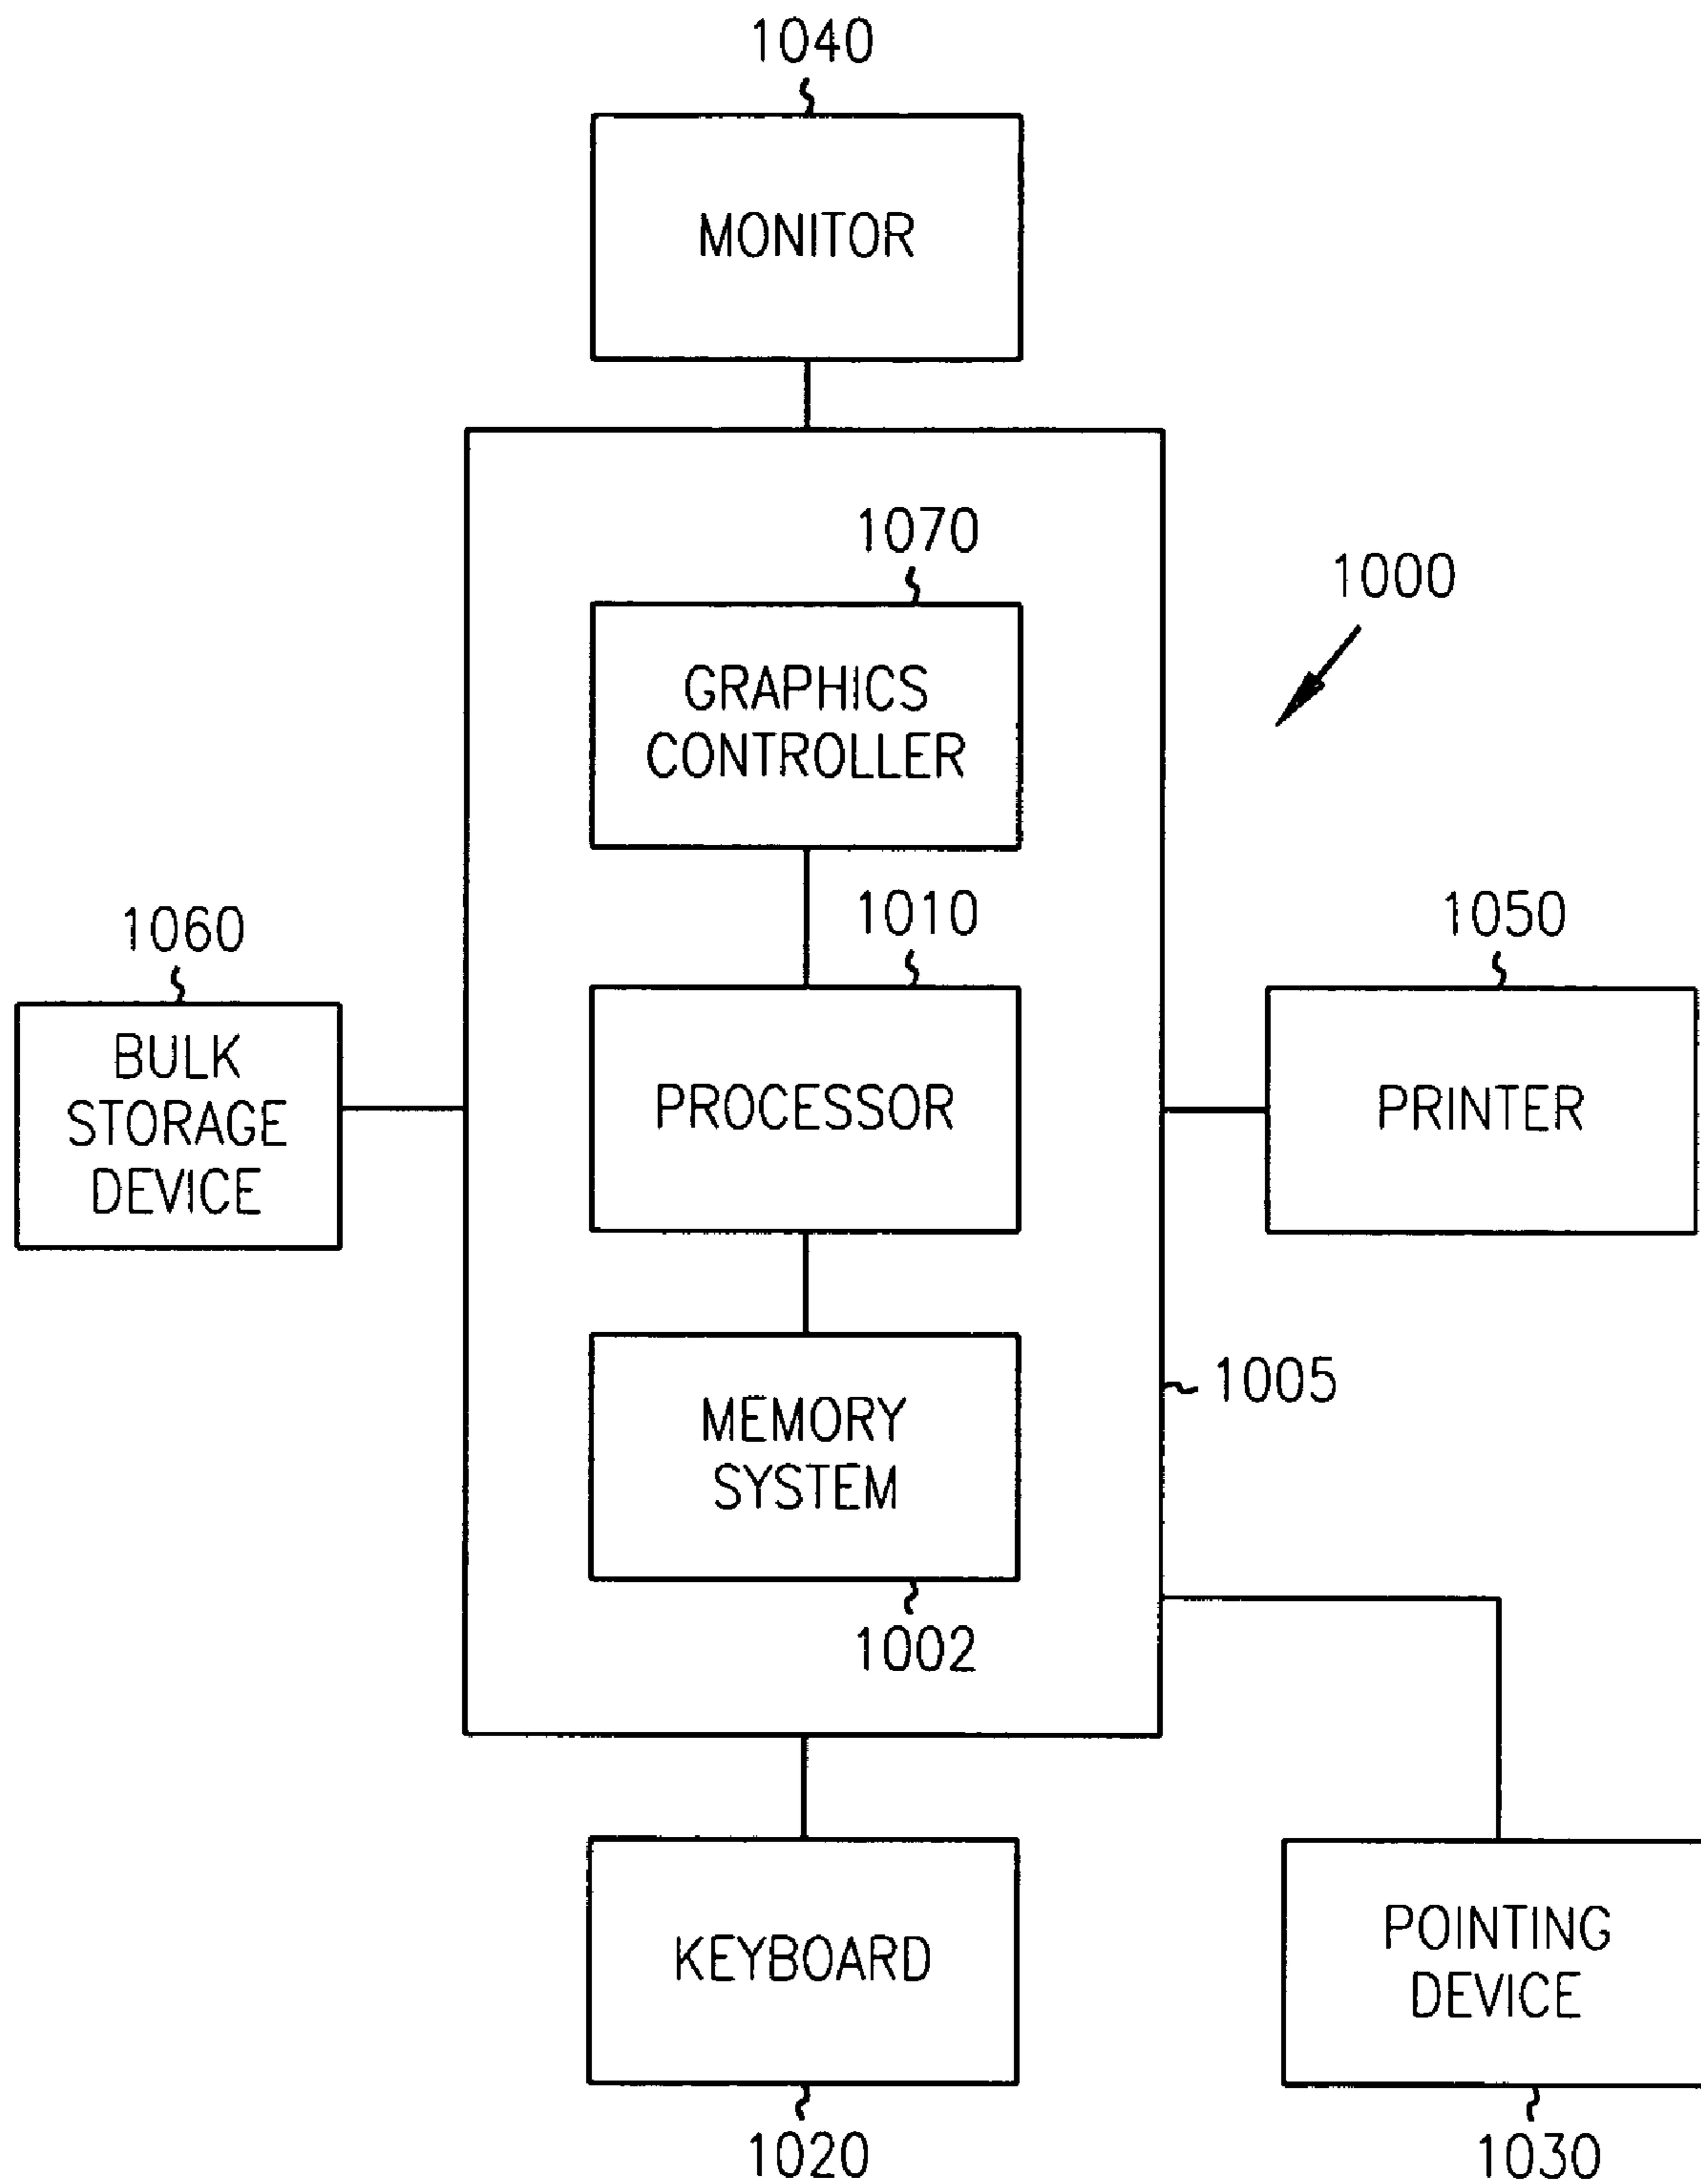 1040
MONITOR
1070
1000
GRAPHICS
CONTROLLER
1060
1010
1050
BULK
STORAGE
DEVICE
PROCESSOR
PRINTER
1005
MEMORY
SYSTEM
1002
KEYBOARD
POINTING
DEVICE
1020
1030